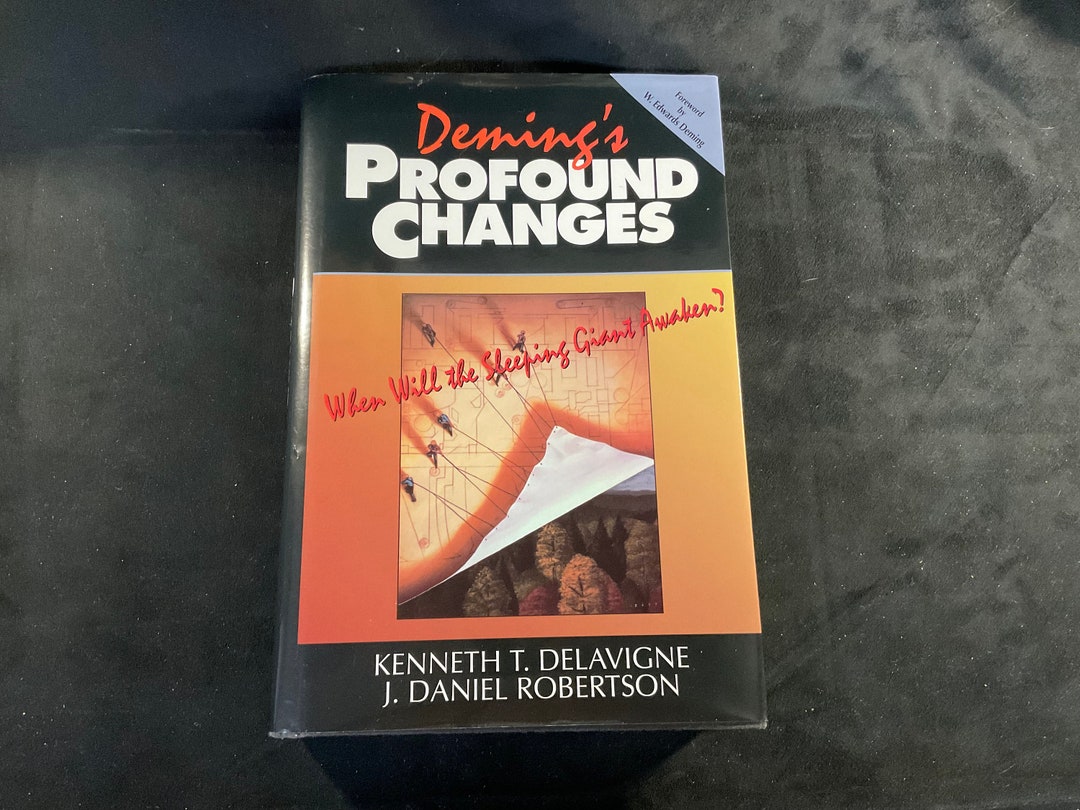 Foreword
by
W. Edwards Deming
Deming's
PROFOUND
CHANGES
When Will the Sleeping Giant Awaken?
KENNETH T. DELAVIGNE
J. DANIEL ROBERTSON